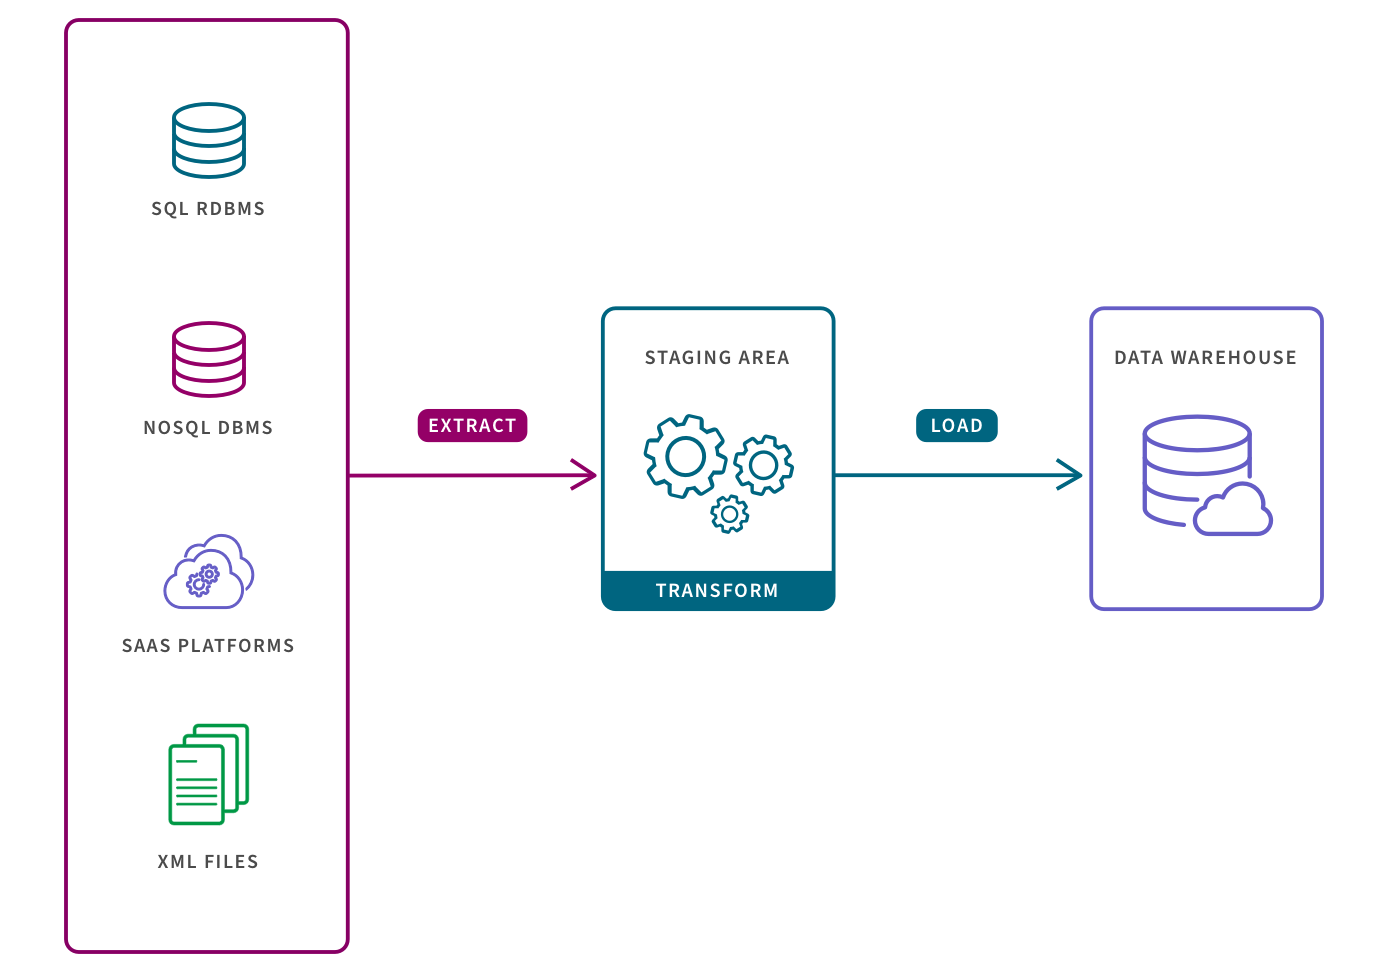 SQL RDBMS
NOSQL DBMS
SAAS PLATFORMS
XML FILES
EXTRACT
STAGING AREA
TRANSFORM
LOAD
DATA WAREHOUSE